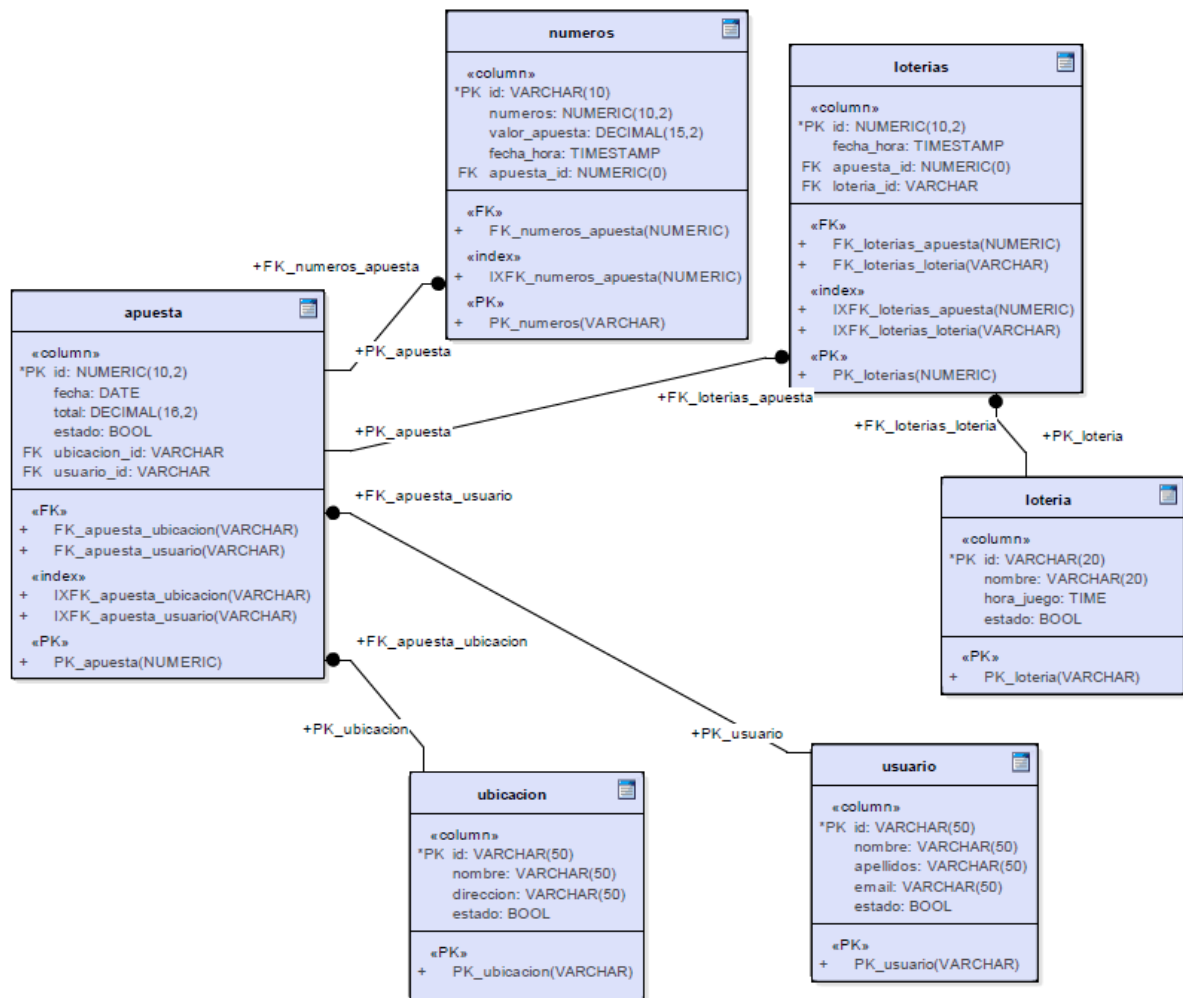 numeros
«column»
*PK id: VARCHAR(10)
numeros: NUMERIC(10,2)
valor_apuesta: DECIMAL(15,2)
fecha_hora: TIMESTAMP
FK apuesta_id: NUMERIC(0)
«FK»
+ FK_numeros_apuesta(NUMERIC)
«index»
+ IXFK_numeros_apuesta(NUMERIC)
«PK»
+ PK_numeros(VARCHAR)
loterias
«column»
*PK id: NUMERIC(10,2)
fecha_hora: TIMESTAMP
FK apuesta_id: NUMERIC(0)
FK loteria_id: VARCHAR
«FK»
+ FK_loterias_apuesta(NUMERIC)
+ FK_loterias_loteria(VARCHAR)
«index»
+ IXFK_loterias_apuesta(NUMERIC)
+ IXFK_loterias_loteria(VARCHAR)
«PK»
+ PK_loterias(NUMERIC)
+FK_numeros_apuesta
+PK_apuesta
+FK_loterias_apuesta
+PK_apuesta
+FK_loterias_loteria
+PK_loteria
apuesta
«column»
*PK id: NUMERIC(10,2)
fecha: DATE
total: DECIMAL(16,2)
estado: BOOL
FK ubicacion_id: VARCHAR
FK usuario_id: VARCHAR
«FK»
+ FK_apuesta_ubicacion(VARCHAR)
+ FK_apuesta_usuario(VARCHAR)
«index»
+ IXFK_apuesta_ubicacion(VARCHAR)
+ IXFK_apuesta_usuario(VARCHAR)
«PK»
+ PK_apuesta(NUMERIC)
+FK_apuesta_usuario
+FK_apuesta_ubicacion
+PK_ubicacion
+PK_usuario
loteria
«column»
*PK id: VARCHAR(20)
nombre: VARCHAR(20)
hora_juego: TIME
estado: BOOL
«PK»
+ PK_loteria(VARCHAR)
ubicacion
«column»
*PK id: VARCHAR(50)
nombre: VARCHAR(50)
direccion: VARCHAR(50)
estado: BOOL
«PK»
+ PK_ubicacion(VARCHAR)
usuario
«column»
*PK id: VARCHAR(50)
nombre: VARCHAR(50)
apellidos: VARCHAR(50)
email: VARCHAR(50)
estado: BOOL
«PK»
+ PK_usuario(VARCHAR)